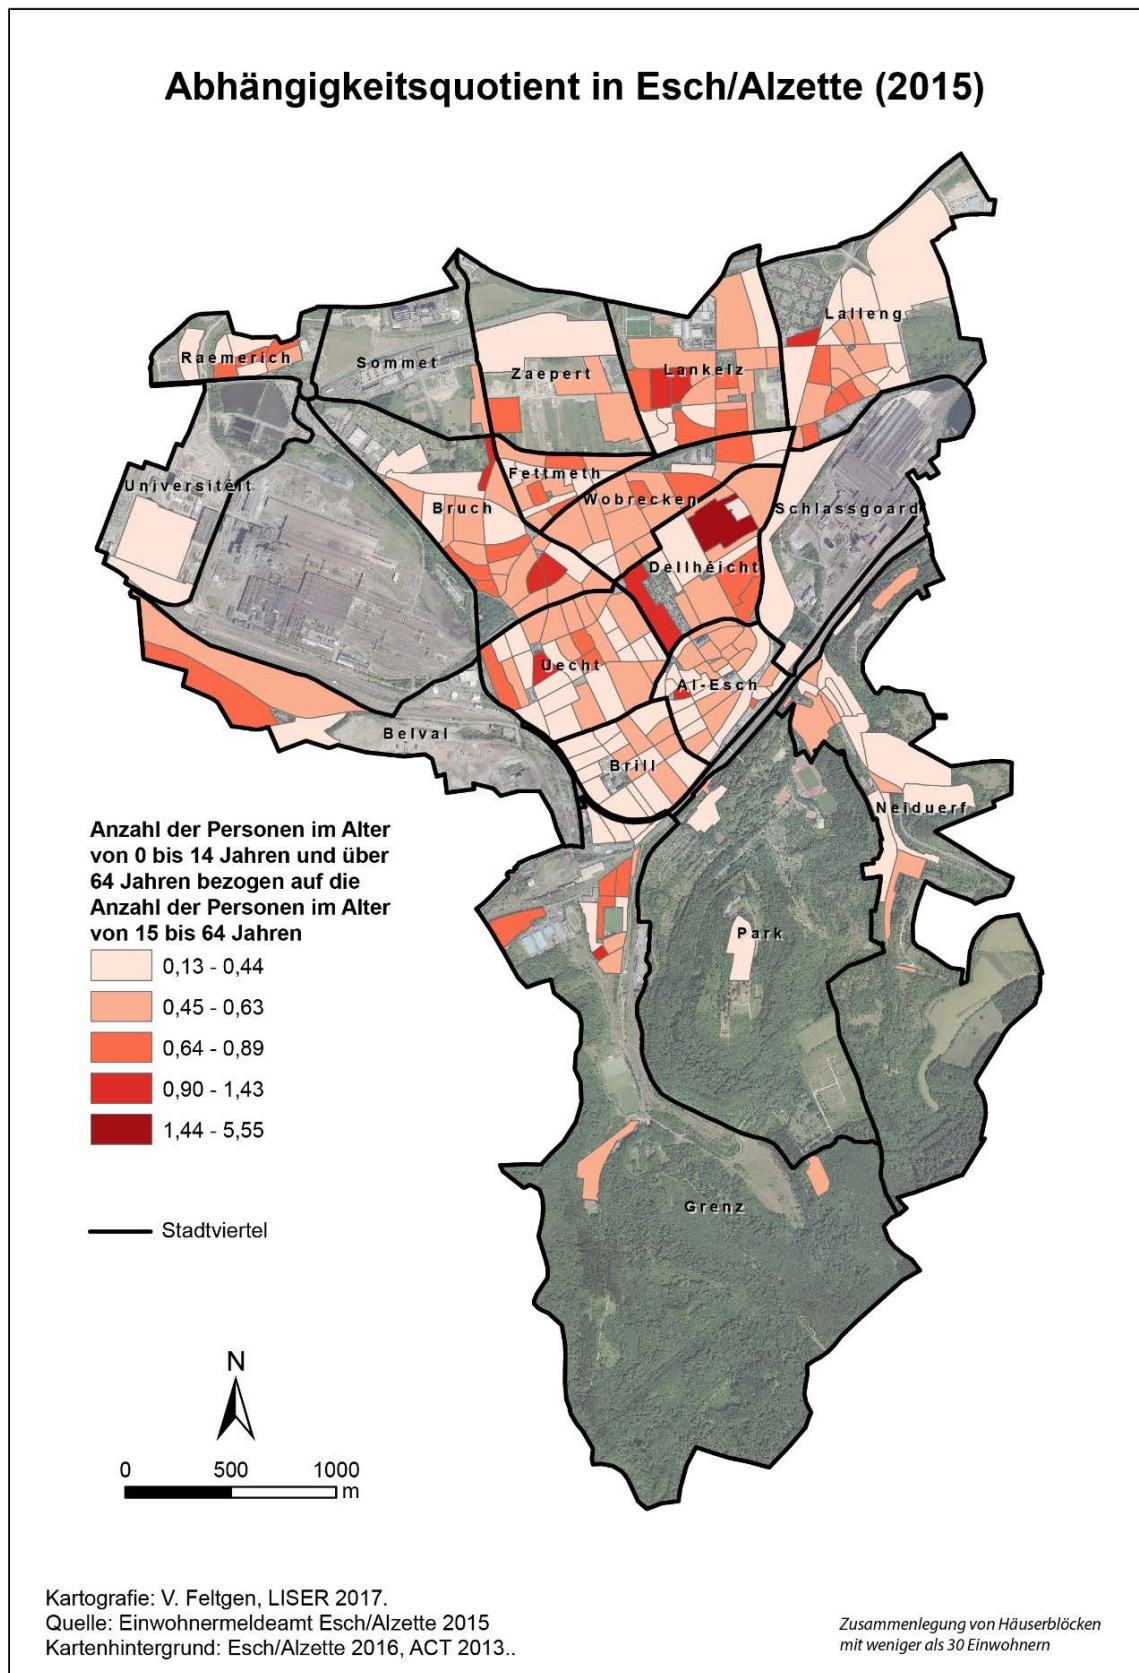 Abhängigkeitsquotient in Esch/Alzette (2015)
Lalleng
Raemerich
Sommet
Zaepert
Lankelz
Universitéit
Fettmeth
Wobrecken
Bruch
Schlassgoard
Dellhéicht
Uecht
Al-Esch
Belval
Brill
Neiduerf
Park
Grenz
Anzahl der Personen im Alter
von 0 bis 14 Jahren und über
64 Jahren bezogen auf die
Anzahl der Personen im Alter
von 15 bis 64 Jahren
0,13 - 0,44
0,45 - 0,63
0,64 - 0,89
0,90 - 1,43
1,44 - 5,55
Stadtviertel
N
0 500 1000
m
Kartografie: V. Feltgen, LISER 2017.
Quelle: Einwohnermeldeamt Esch/Alzette 2015
Kartenhintergrund: Esch/Alzette 2016, ACT 2013..
Zusammenlegung von Häuserblöcken
mit weniger als 30 Einwohnern